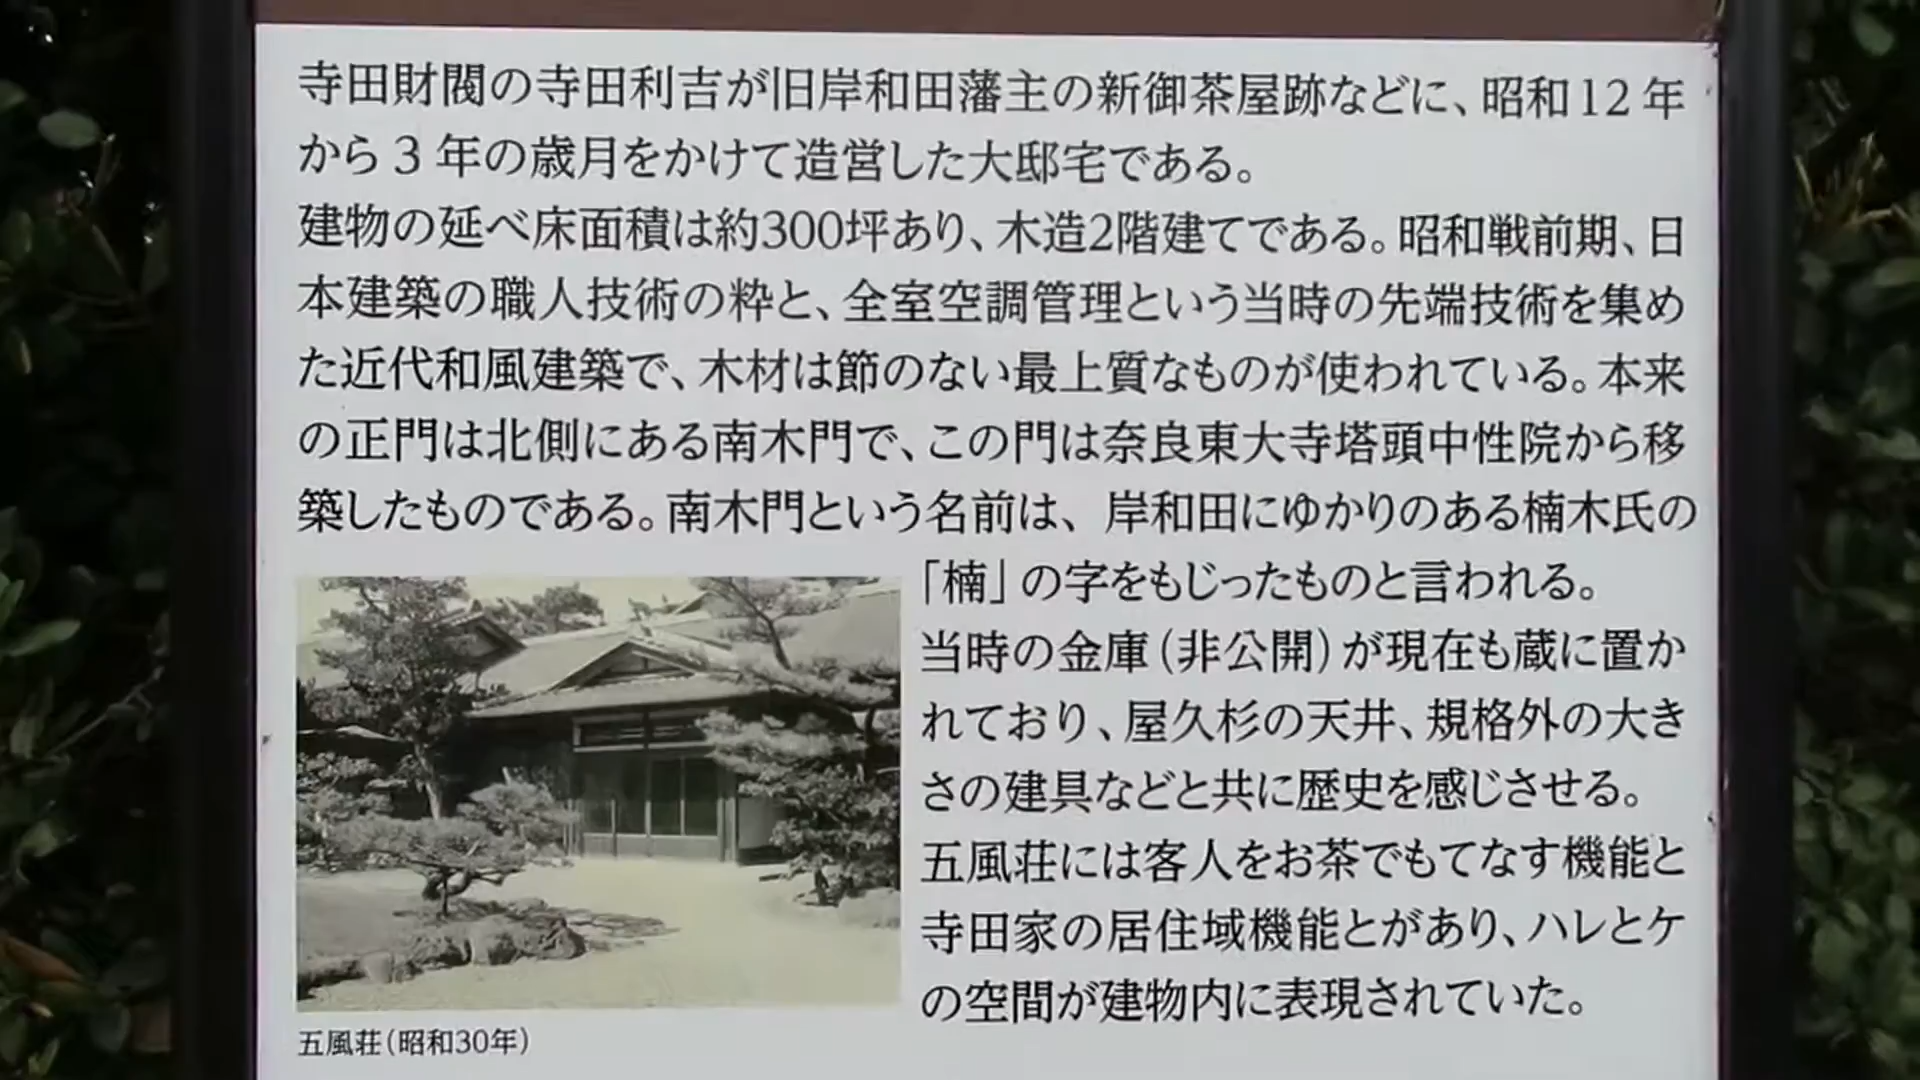 寺田財閥の寺田利吉が旧岸和田藩主の新御茶屋跡などに、昭和12年
から3年の歳月をかけて造営した大邸宅である。
建物の延べ床面積は約300坪あり、木造2階建てである。昭和戦前期、日
本建築の職人技術の粋と、全室空調管理という当時の先端技術を集め
た近代和風建築で、木材は節のない最上質なものが使われている。本来
の正門は北側にある南木門で、この門は奈良東大寺塔頭中性院から移
築したものである。南木門という名前は、岸和田にゆかりのある楠木氏の
「楠」の字をもじったものと言われる。
当時の金庫(非公開)が現在も蔵に置か
れており、屋久杉の天井、規格外の大き
さの建具などと共に歴史を感じさせる。
五風荘には客人をお茶でもてなす機能と
寺田家の居住域機能とがあり、ハレとケ
の空間が建物内に表現されていた。
五風荘(昭和30年)